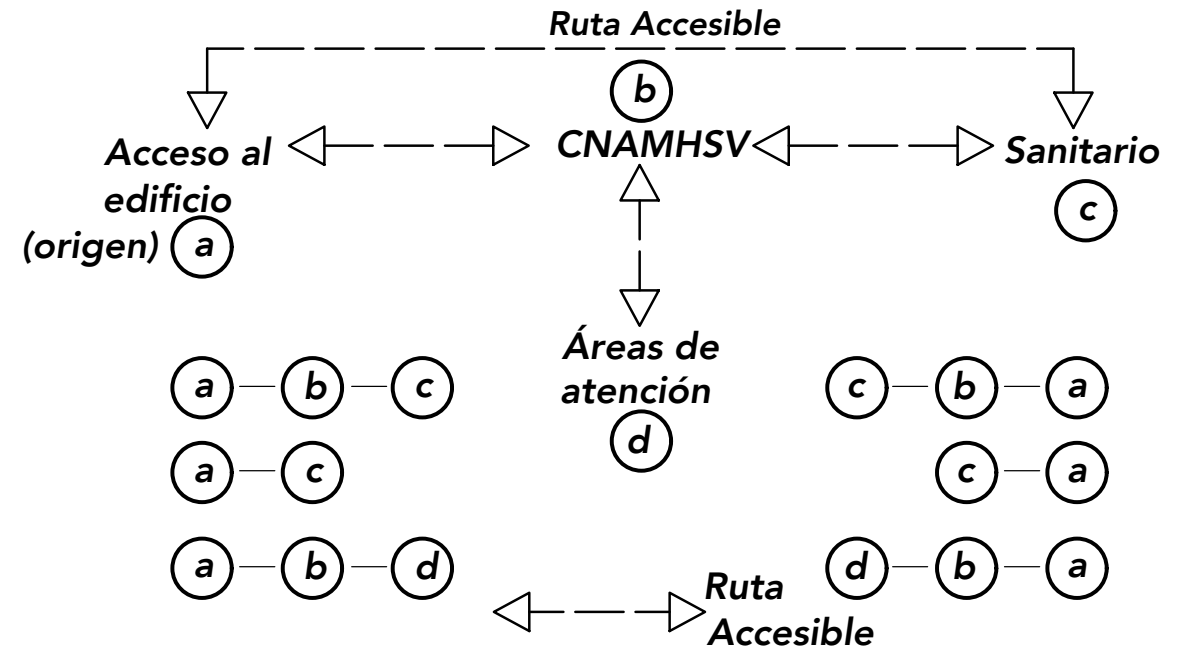 Ruta Accesible
b
CNAMHSV
Acceso al
edificio
(origen) a
Sanitario
c
Áreas de
atención
d
a b c
a c
a b d
c b a
c a
d b a
Ruta
Accesible